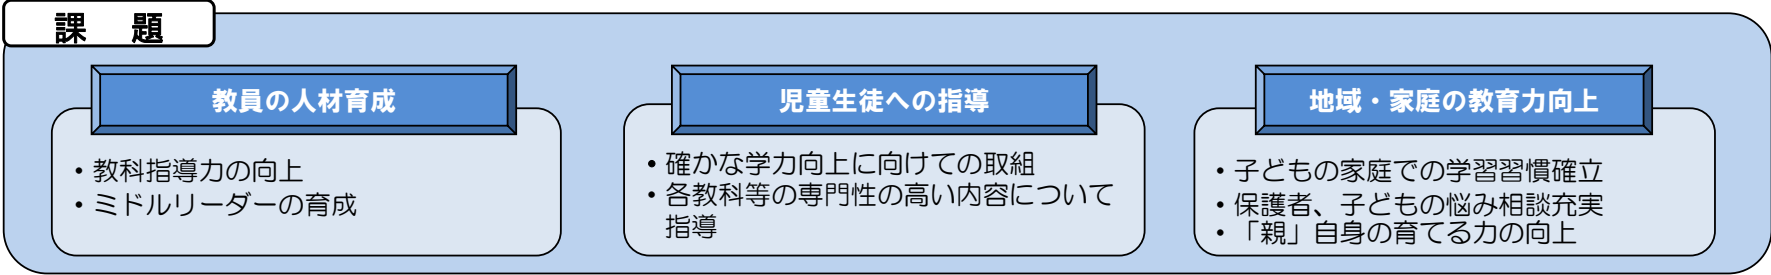 課　題
教員の人材育成
・教科指導力の向上
・ミドルリーダーの育成
児童生徒への指導
・確かな学力向上に向けての取組
・各教科等の専門性の高い内容について
指導
地域・家庭の教育力向上
・子どもの家庭での学習習慣確立
・保護者、子どもの悩み相談充実
・「親」自身の育てる力の向上